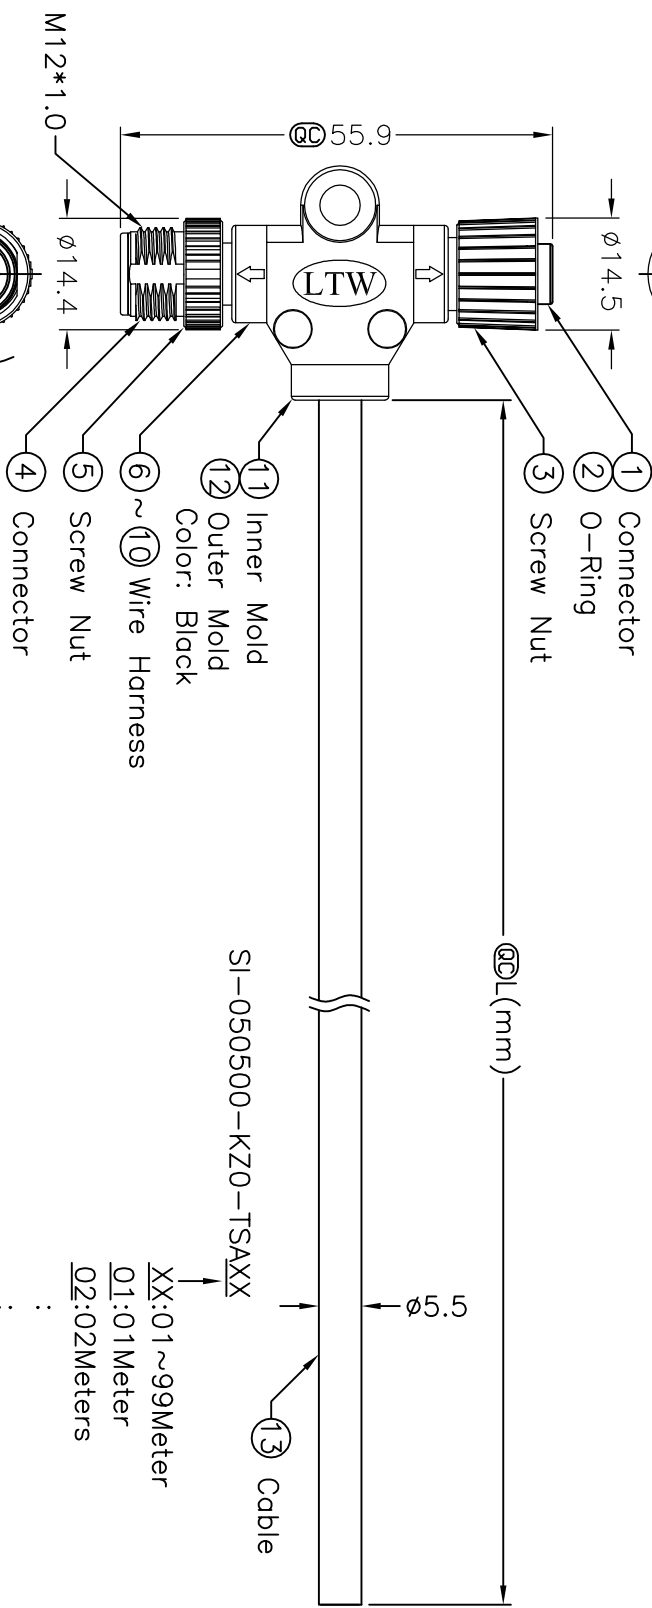 M12*1.0
QC 55.9
ø14.4
ø14.5
LTW
1 Connector
2 O-Ring
3 Screw Nut
11 Inner Mold
12 Outer Mold
Color: Black
6 ~ 10 Wire Harness
5 Screw Nut
4 Connector
QC L(mm)
SI-050500-KZ0-TSAXX
XX:01~99Meter
01:01Meter
02:02Meters
: :
ø5.5
13 Cable